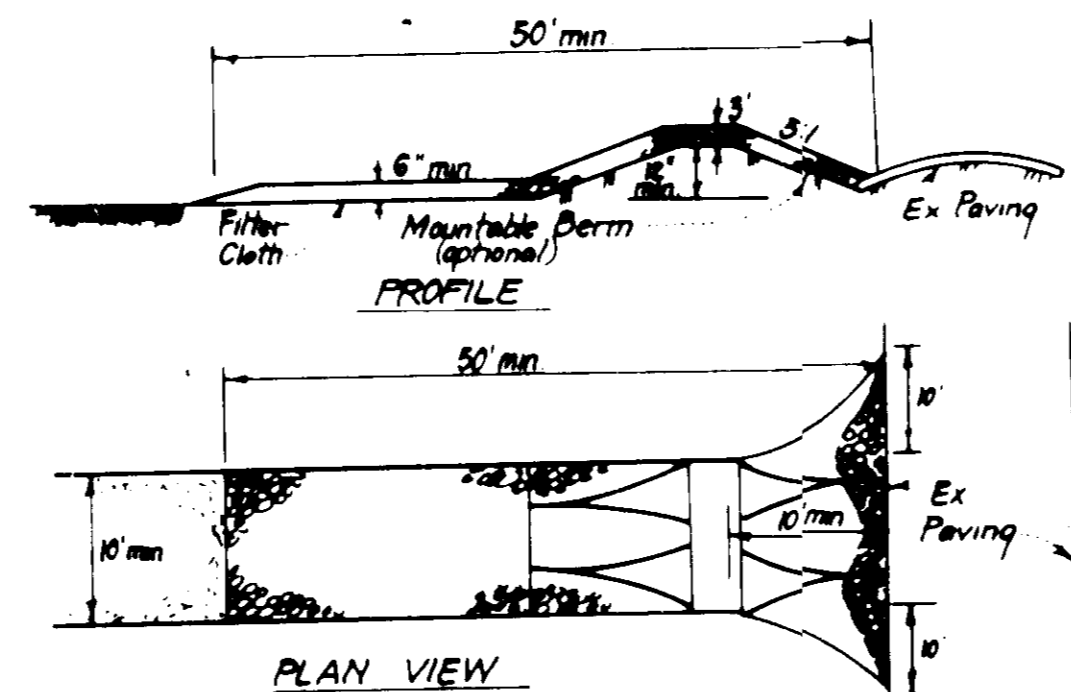 50' min
3'
5:1
6" min
12"
min
Filter
Cloth
Mountable Berm
(optional)
Ex Paving
PROFILE
50' min
10'
10' min
10' min
Ex
Paving
10'
PLAN VIEW